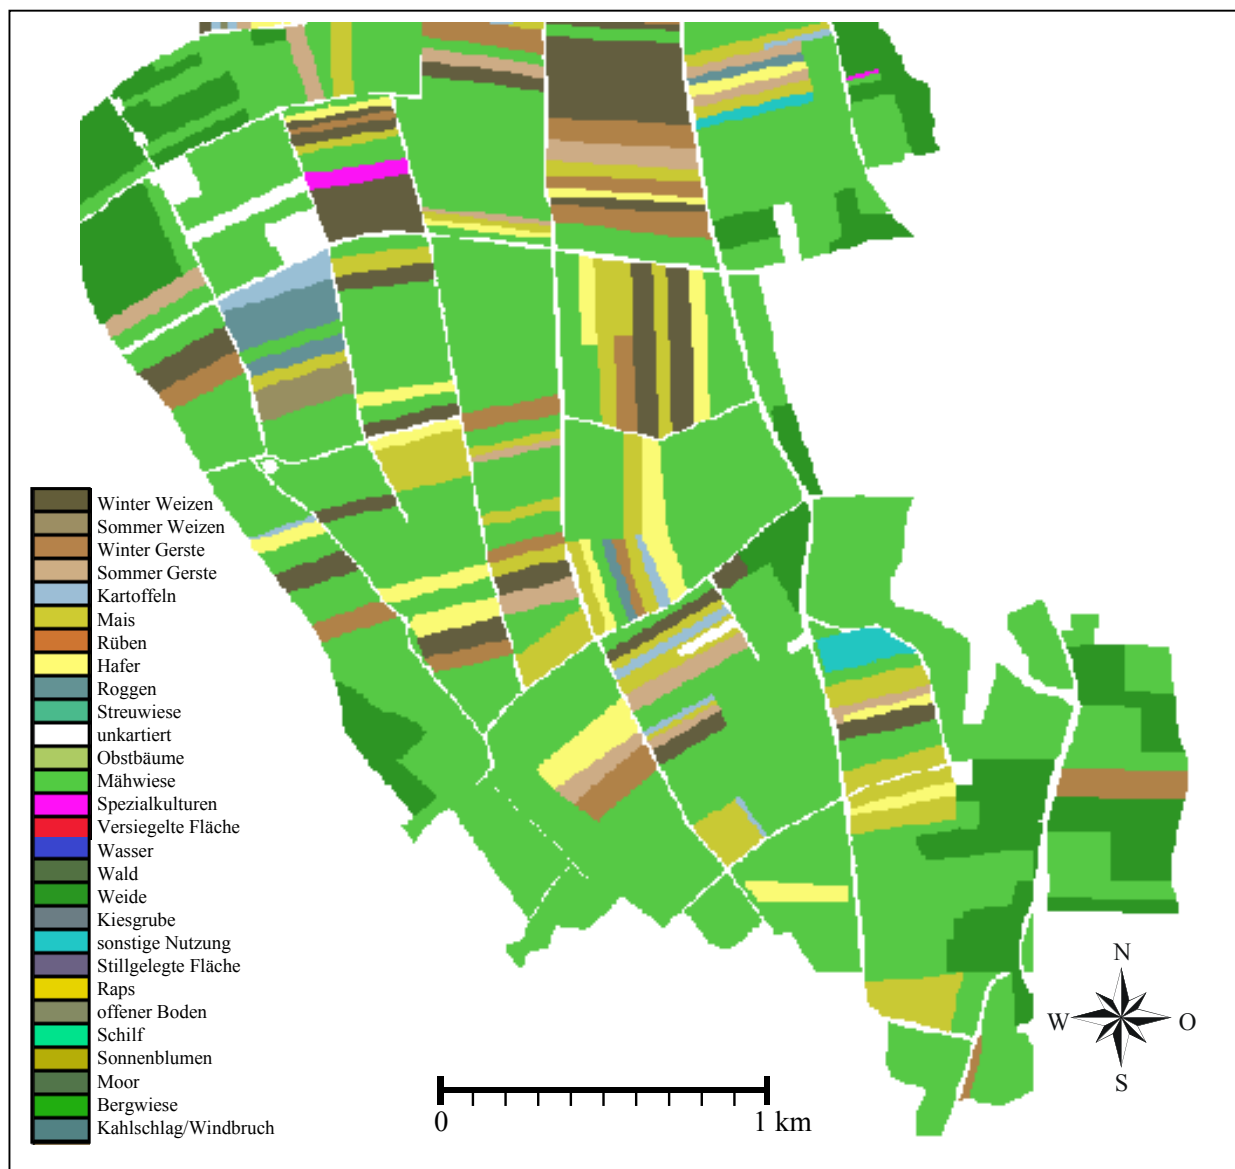 Winter Weizen
Sommer Weizen
Winter Gerste
Sommer Gerste
Kartoffeln
Mais
Rüben
Hafer
Roggen
Streuwiese
unkartiert
Obstbäume
Mähwiese
Spezialkulturen
Versiegelte Fläche
Wasser
Wald
Weide
Kiesgrube
sonstige Nutzung
Stillgelegte Fläche
Raps
offener Boden
Schilf
Sonnenblumen
Moor
Bergwiese
Kahlschlag/Windbruch
0 1 km
N
W O
S